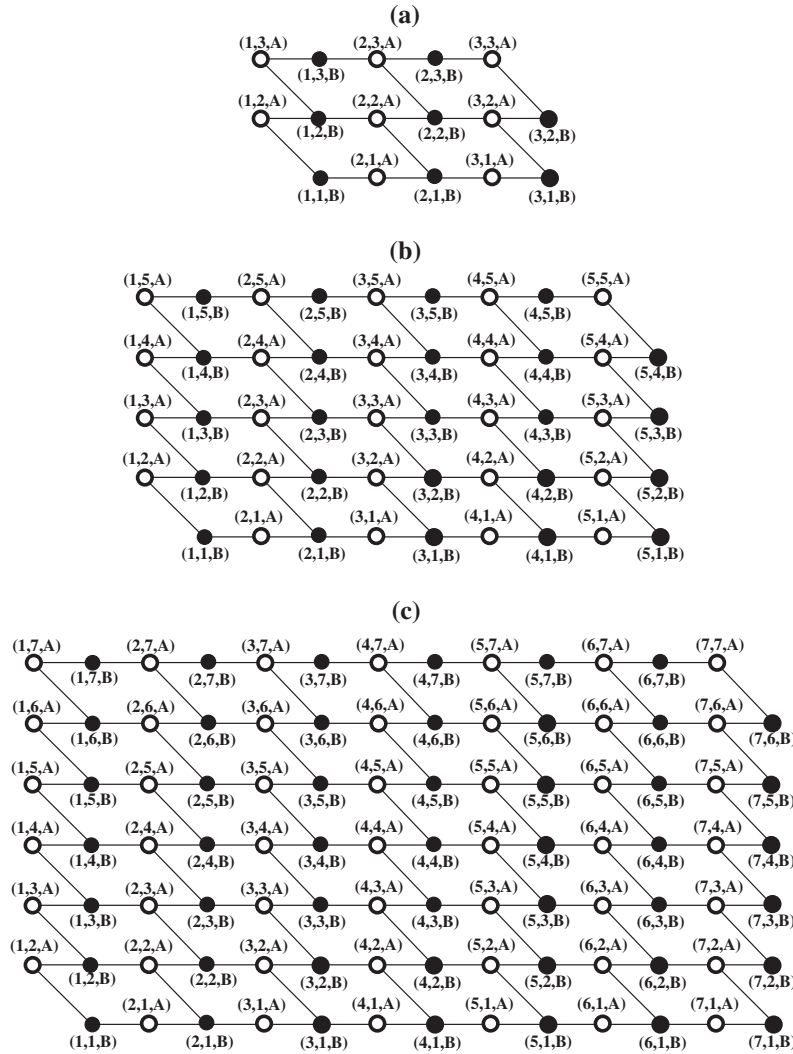 (a)
(1,3,A) (2,3,A) (3,3,A)
(1,3,B) (2,3,B)
(1,2,A) (2,2,A) (3,2,A)
(1,2,B) (2,2,B) (3,2,B)
(2,1,A) (3,1,A)
(1,1,B) (2,1,B) (3,1,B)
(b)
(1,5,A) (2,5,A) (3,5,A) (4,5,A) (5,5,A)
(1,5,B) (2,5,B) (3,5,B) (4,5,B)
(1,4,A) (2,4,A) (3,4,A) (4,4,A) (5,4,A)
(1,4,B) (2,4,B) (3,4,B) (4,4,B) (5,4,B)
(1,3,A) (2,3,A) (3,3,A) (4,3,A) (5,3,A)
(1,3,B) (2,3,B) (3,3,B) (4,3,B) (5,3,B)
(1,2,A) (2,2,A) (3,2,A) (4,2,A) (5,2,A)
(1,2,B) (2,2,B) (3,2,B) (4,2,B) (5,2,B)
(2,1,A) (3,1,A) (4,1,A) (5,1,A)
(1,1,B) (2,1,B) (3,1,B) (4,1,B) (5,1,B)
(c)
(1,7,A) (2,7,A) (3,7,A) (4,7,A) (5,7,A) (6,7,A) (7,7,A)
(1,7,B) (2,7,B) (3,7,B) (4,7,B) (5,7,B) (6,7,B)
(1,6,A) (2,6,A) (3,6,A) (4,6,A) (5,6,A) (6,6,A) (7,6,A)
(1,6,B) (2,6,B) (3,6,B) (4,6,B) (5,6,B) (6,6,B) (7,6,B)
(1,5,A) (2,5,A) (3,5,A) (4,5,A) (5,5,A) (6,5,A) (7,5,A)
(1,5,B) (2,5,B) (3,5,B) (4,5,B) (5,5,B) (6,5,B) (7,5,B)
(1,4,A) (2,4,A) (3,4,A) (4,4,A) (5,4,A) (6,4,A) (7,4,A)
(1,4,B) (2,4,B) (3,4,B) (4,4,B) (5,4,B) (6,4,B) (7,4,B)
(1,3,A) (2,3,A) (3,3,A) (4,3,A) (5,3,A) (6,3,A) (7,3,A)
(1,3,B) (2,3,B) (3,3,B) (4,3,B) (5,3,B) (6,3,B) (7,3,B)
(1,2,A) (2,2,A) (3,2,A) (4,2,A) (5,2,A) (6,2,A) (7,2,A)
(1,2,B) (2,2,B) (3,2,B) (4,2,B) (5,2,B) (6,2,B) (7,2,B)
(2,1,A) (3,1,A) (4,1,A) (5,1,A) (6,1,A) (7,1,A)
(1,1,B) (2,1,B) (3,1,B) (4,1,B) (5,1,B) (6,1,B) (7,1,B)